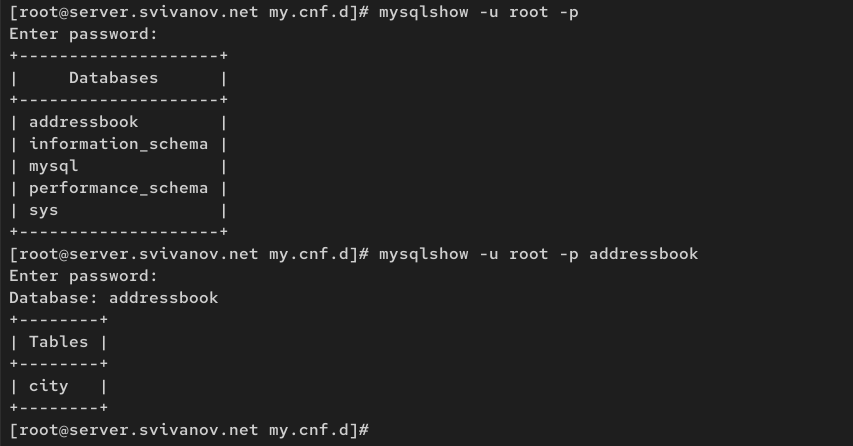 [root@server.svivanov.net my.cnf.d]# mysqlshow -u root -p
Enter password:
+--------------------+
|     Databases      |
+--------------------+
| addressbook        |
| information_schema |
| mysql              |
| performance_schema |
| sys                |
+--------------------+
[root@server.svivanov.net my.cnf.d]# mysqlshow -u root -p addressbook
Enter password:
Database: addressbook
+--------+
| Tables |
+--------+
| city   |
+--------+
[root@server.svivanov.net my.cnf.d]#